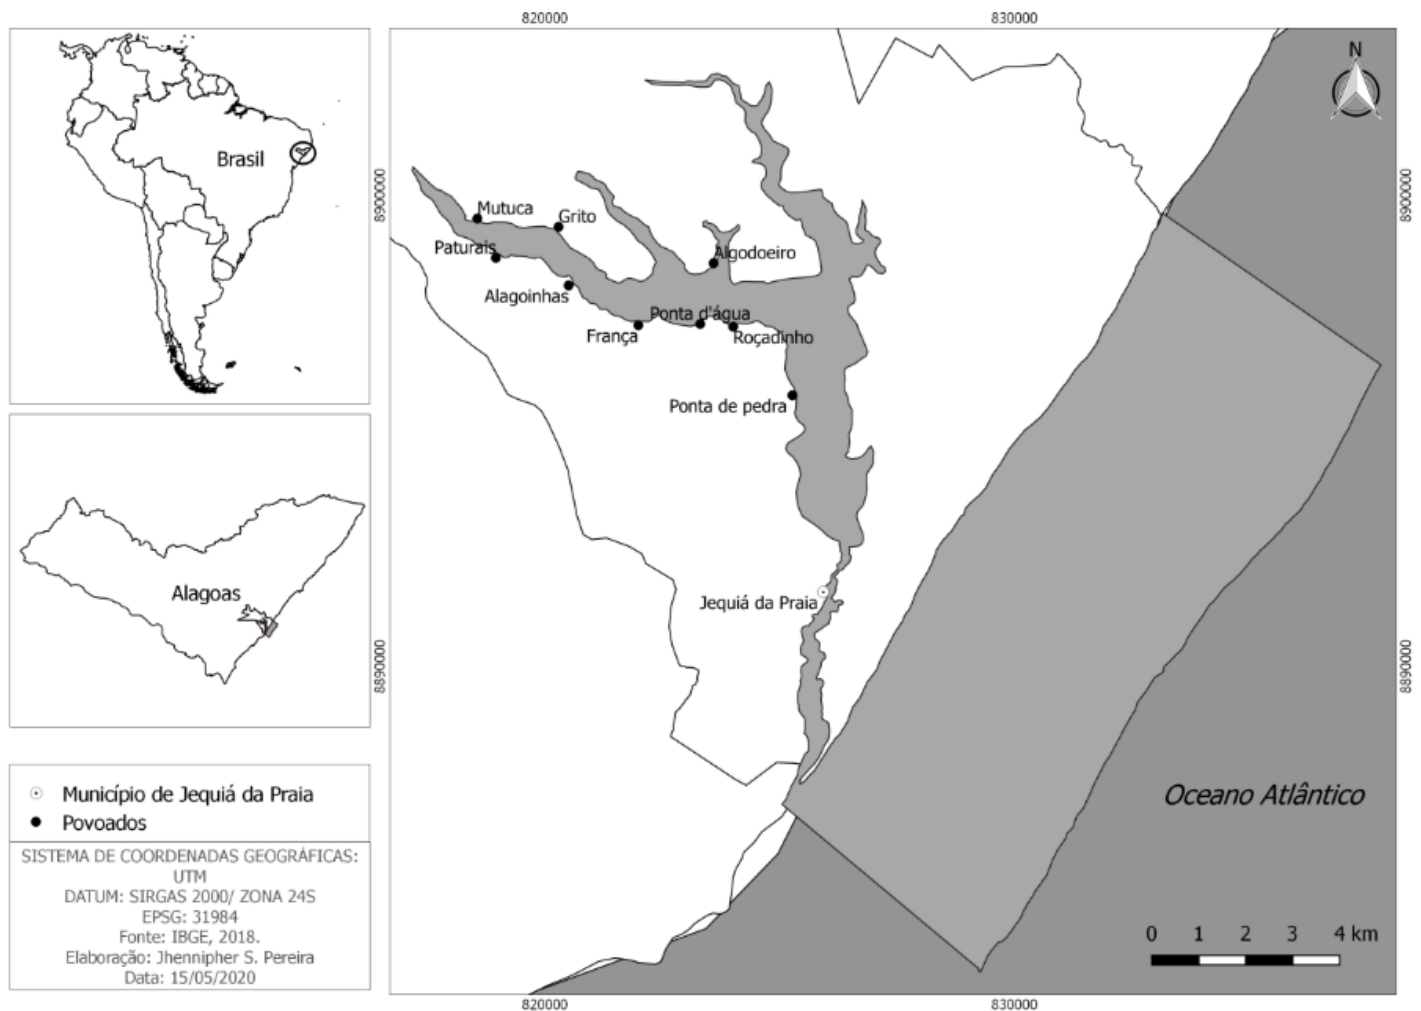 820000
830000
N
Brasil
8900000
8900000
Mutuca
Grito
Paturais
Algodoeiro
Alagoinhas
Ponta d'água
França
Roçadinho
Ponta de pedra
Alagoas
Jequiá da Praia
8890000
8890000
Oceano Atlântico
Município de Jequiá da Praia
Povoados
SISTEMA DE COORDENADAS GEOGRÁFICAS:
UTM
DATUM: SIRGAS 2000/ ZONA 24S
EPSG: 31984
Fonte: IBGE, 2018.
Elaboração: Jhennipher S. Pereira
Data: 15/05/2020
0 1 2 3 4 km
820000
830000